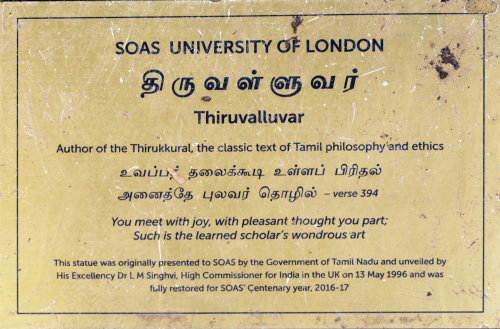 SOAS UNIVERSITY OF LONDON
திருவள்ளுவர்
Thiruvalluvar
Author of the Thirukkural, the classic text of Tamil philosophy and ethics
உவப்பத் தலைக்கூடி உள்ளப் பிரிதல்
அனைத்தே புலவர் தொழில் – verse 394
You meet with joy, with pleasant thought you part;
Such is the learned scholar's wondrous art
This statue was originally presented to SOAS by the Government of Tamil Nadu and unveiled by
His Excellency Dr L M Singhvi, High Commissioner for India in the UK on 13 May 1996 and was
fully restored for SOAS' Centenary year, 2016-17